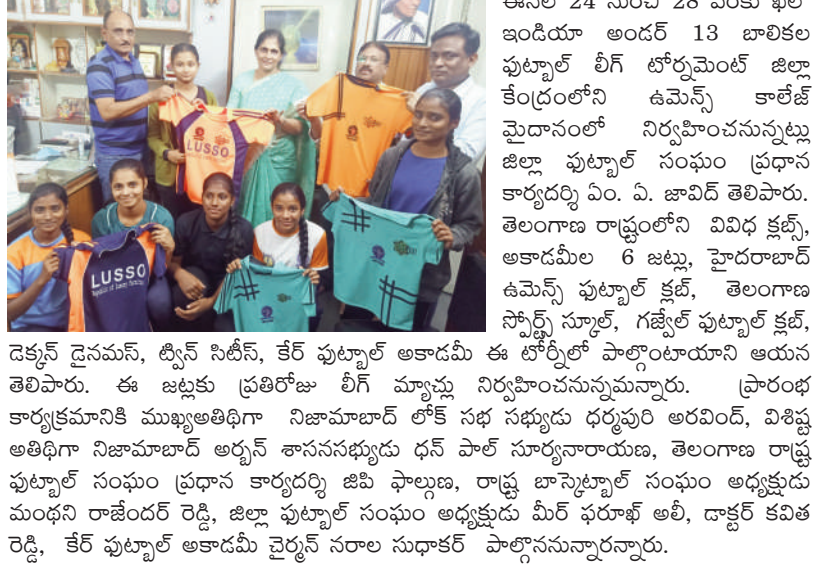 LUSSO
LUSSO
ఈనెల 24 నుంచి 28 వరకు ఖేలో
ఇండియా అండర్ 13 బాలికల
ఫుట్బాల్ లీగ్ టోర్నమెంట్ జిల్లా
కేంద్రంలోని ఉమెన్స్ కాలేజ్
మైదానంలో నిర్వహించనున్నట్లు
జిల్లా ఫుట్బాల్ సంఘం ప్రధాన
కార్యదర్శి ఏం. ఏ. జావిద్ తెలిపారు.
తెలంగాణ రాష్ట్రంలోని వివిధ క్లబ్స్,
అకాడమీల 6 జట్లు, హైదరాబాద్
ఉమెన్స్ ఫుట్బాల్ క్లబ్, తెలంగాణ
స్పోర్ట్స్ స్కూల్, గజ్వేల్ ఫుట్బాల్ క్లబ్,
డెక్కన్ డైనమస్, ట్విన్ సిటీస్, కేర్ ఫుట్బాల్ అకాడమీ ఈ టోర్నీలో పాల్గొంటాయాని ఆయన
తెలిపారు. ఈ జట్లకు ప్రతిరోజు లీగ్ మ్యాచ్లు నిర్వహించనున్నమన్నారు. ప్రారంభ
కార్యక్రమానికి ముఖ్యఅతిథిగా నిజామాబాద్ లోక్ సభ సభ్యుడు ధర్మపురి అరవింద్, విశిష్ట
అతిథిగా నిజామాబాద్ అర్బన్ శాసనసభ్యుడు ధన్ పాల్ సూర్యనారాయణ, తెలంగాణ రాష్ట్ర
ఫుట్బాల్ సంఘం ప్రధాన కార్యదర్శి జిపి ఫాల్గుణ, రాష్ట్ర బాస్కెట్బాల్ సంఘం అధ్యక్షుడు
మంథని రాజేందర్ రెడ్డి, జిల్లా ఫుట్బాల్ సంఘం అధ్యక్షుడు మీర్ ఫరూఖ్ అలీ, డాక్టర్ కవిత
రెడ్డి, కేర్ ఫుట్బాల్ అకాడమీ చైర్మన్ నరాల సుధాకర్ పాల్గొననున్నారన్నారు.